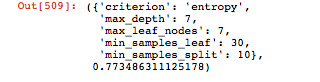 Out[509]: ({'criterion': 'entropy',
'max_depth': 7,
'max_leaf_nodes': 7,
'min_samples_leaf': 30,
'min_samples_split': 10},
0.773486311125178)